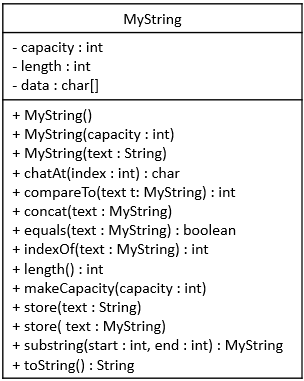 MyString
- capacity : int
- length : int
- data : char[]
+ MyString()
+ MyString(capacity : int)
+ MyString(text : String)
+ chatAt(index : int) : char
+ compareTo(text t: MyString) : int
+ concat(text : MyString)
+ equals(text : MyString) : boolean
+ indexOf(text : MyString) : int
+ length() : int
+ makeCapacity(capacity : int)
+ store(text : String)
+ store( text : MyString)
+ substring(start : int, end : int) : MyString
+ toString() : String